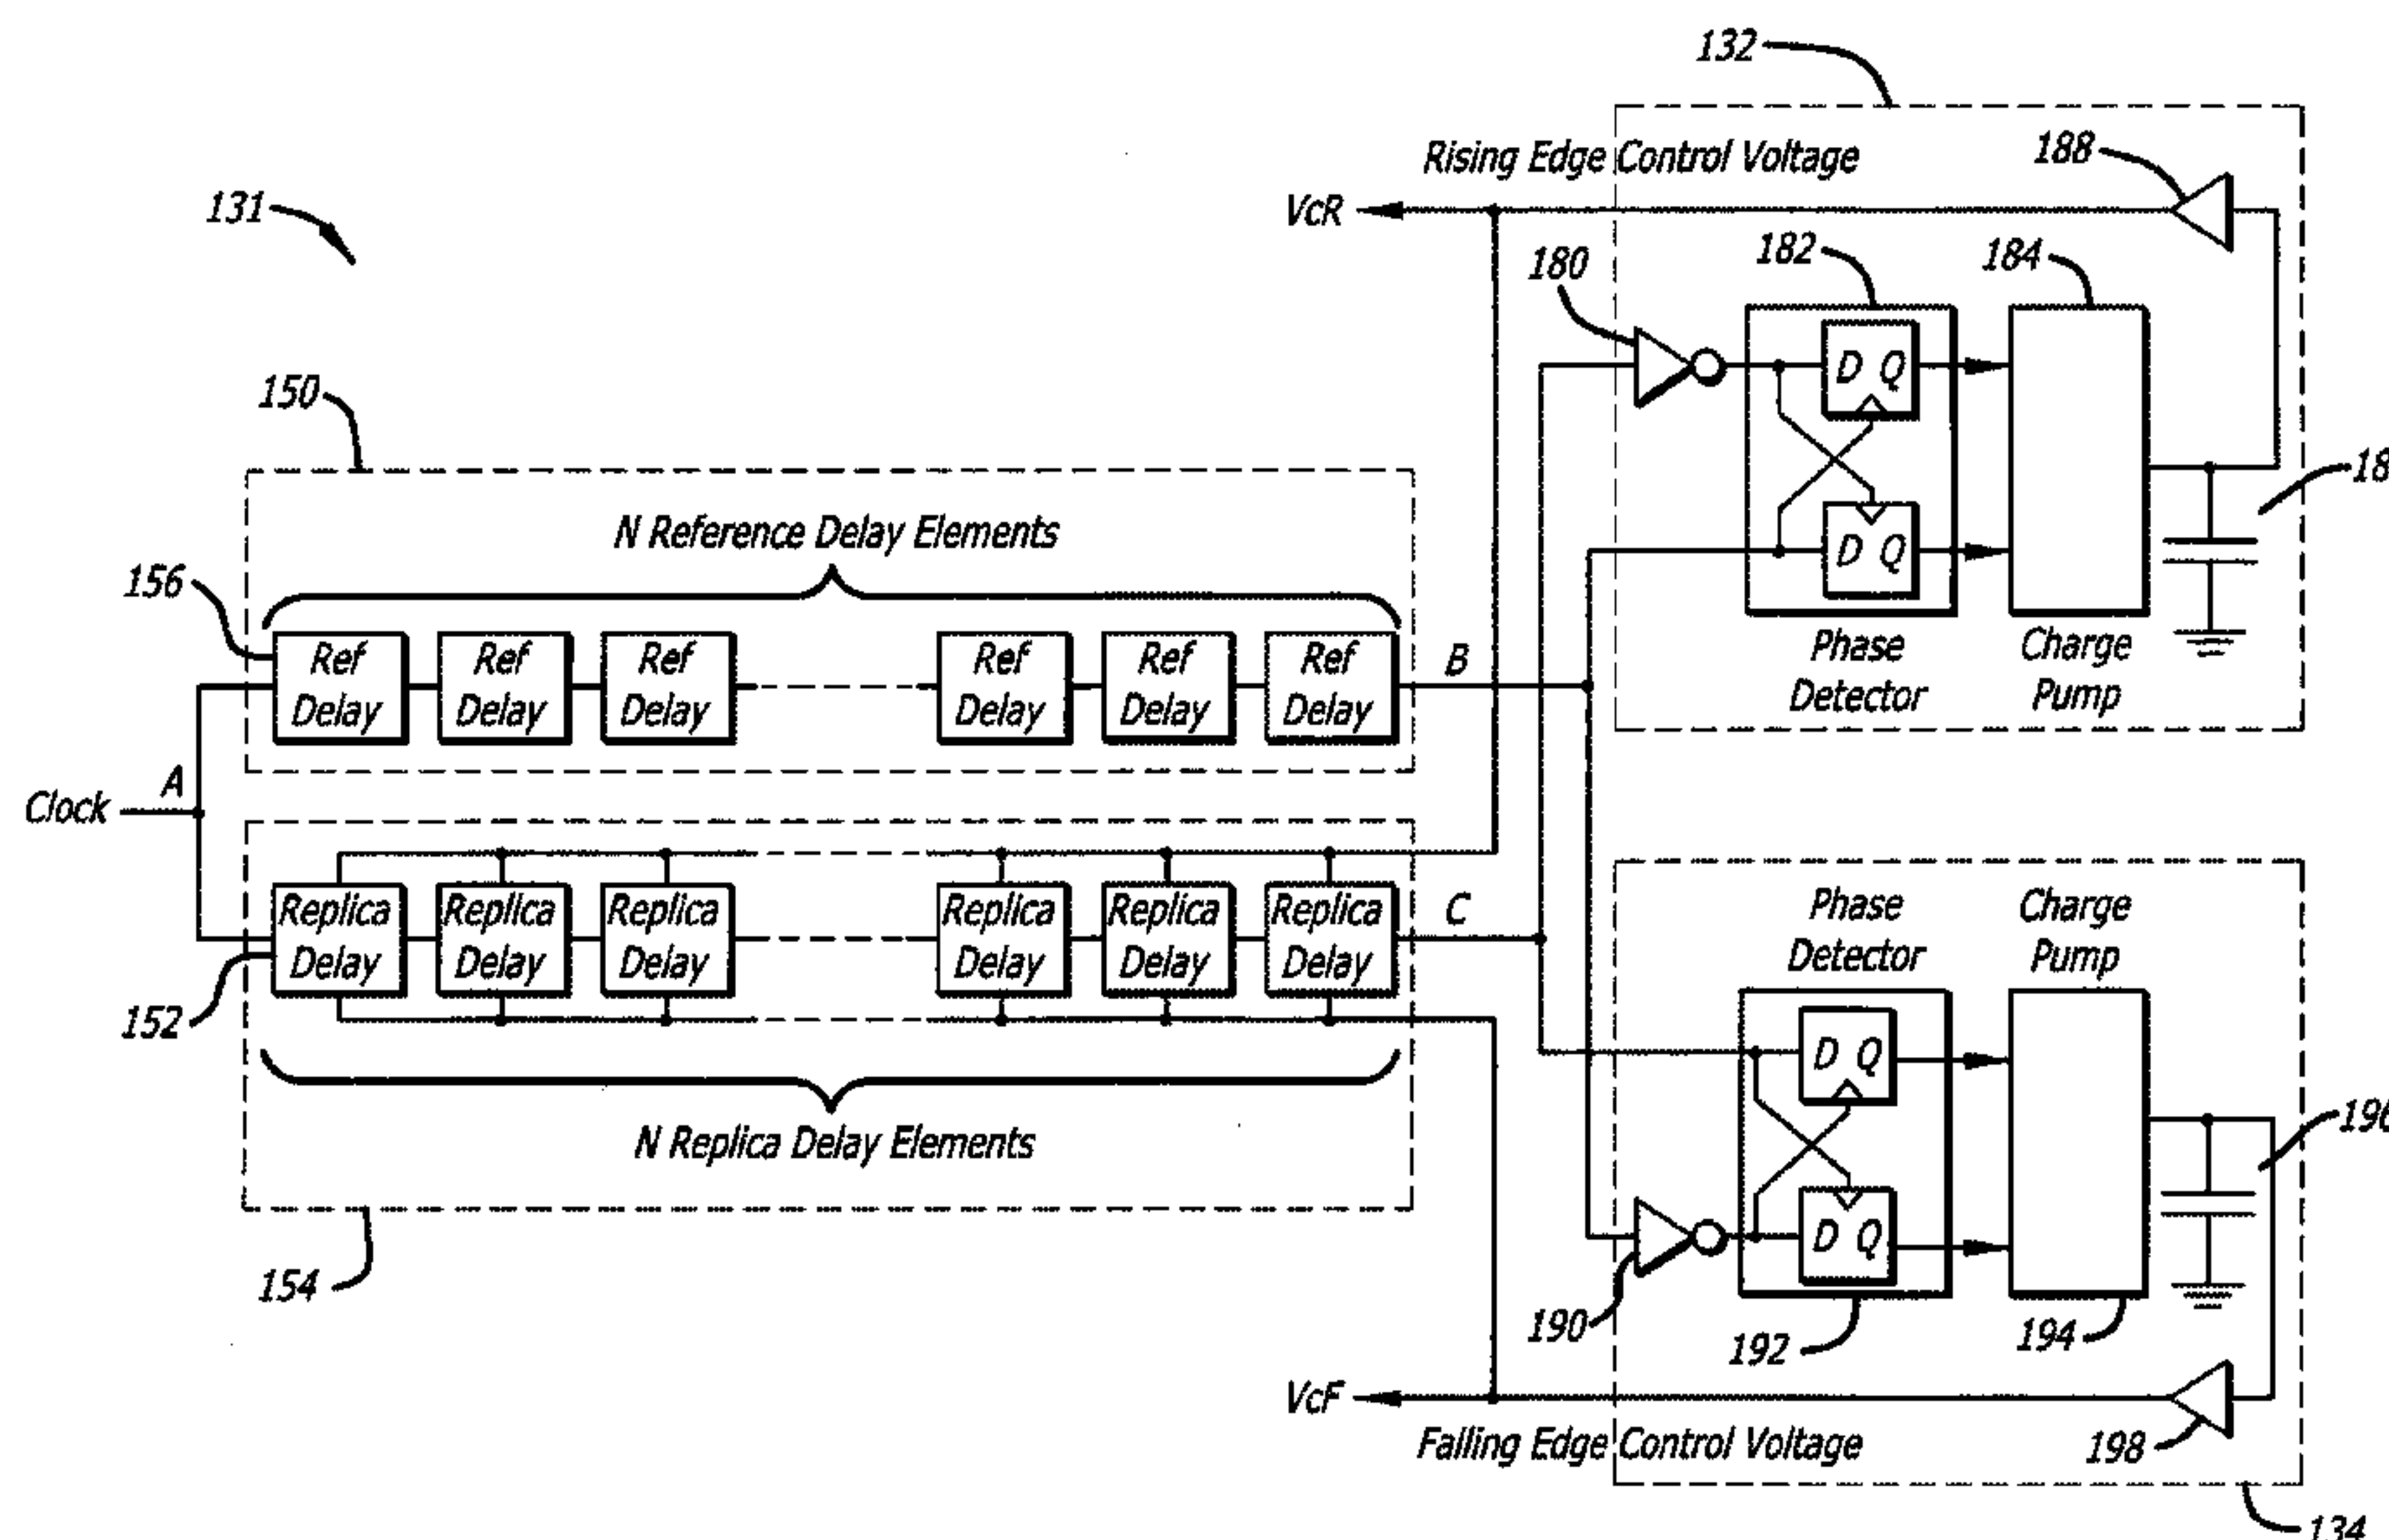 132
Rising Edge Control Voltage
188
VcR
131
180
182
184
D Q
D Q
Phase
Detector
Charge
Pump
150
N Reference Delay Elements
156
Ref
Delay
Ref
Delay
Ref
Delay
Ref
Delay
Ref
Delay
Ref
Delay
B
A
Clock
Replica
Delay
Replica
Delay
Replica
Delay
Replica
Delay
Replica
Delay
Replica
Delay
C
152
N Replica Delay Elements
154
Phase
Detector
Charge
Pump
D Q
D Q
196
190
192
194
VcF
Falling Edge Control Voltage
198
134